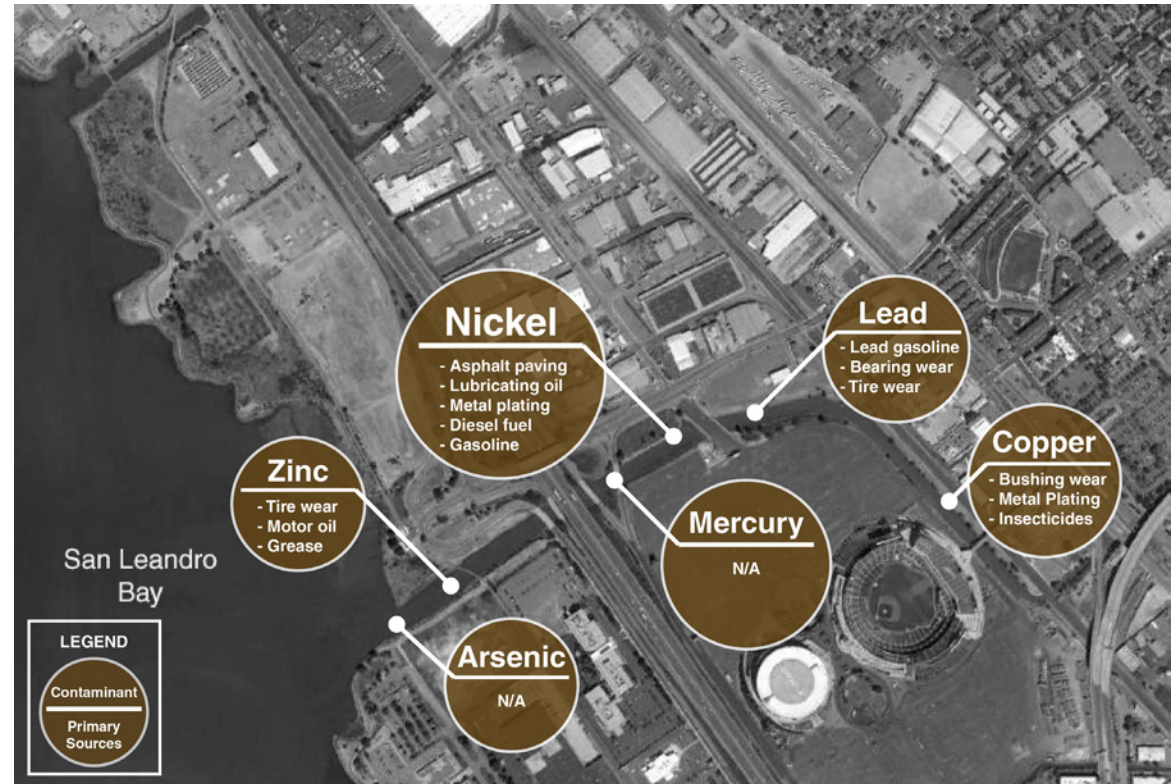 Nickel
- Asphalt paving
- Lubricating oil
- Metal plating
- Diesel fuel
- Gasoline
Lead
- Lead gasoline
- Bearing wear
- Tire wear
Copper
- Bushing wear
- Metal Plating
- Insecticides
Zinc
- Tire wear
- Motor oil
- Grease
Mercury
N/A
Arsenic
N/A
San Leandro
Bay
LEGEND
Contaminant
Primary
Sources